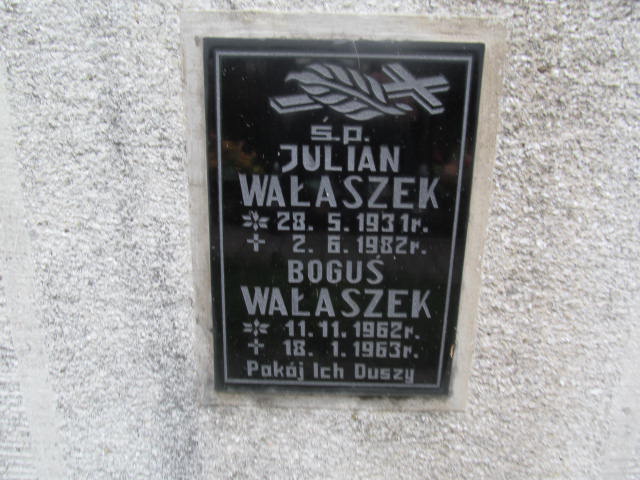 Ś.P.
JULIAN
WAŁASZEK
28. 5. 1931r.
2. 6. 1982r.
BOGUŚ
WAŁASZEK
11. 11. 1962r.
18. 1. 1963r.
Pokój Ich Duszy